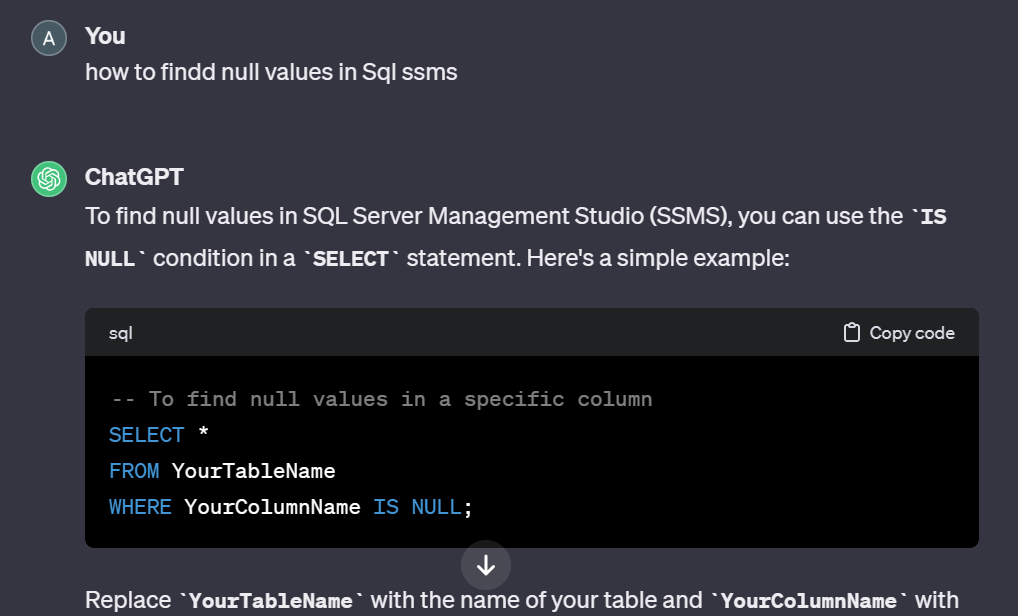 A
You
how to findd null values in Sql ssms
ChatGPT
To find null values in SQL Server Management Studio (SSMS), you can use the `IS
NULL` condition in a `SELECT` statement. Here's a simple example:
sql
Copy code
-- To find null values in a specific column
SELECT *
FROM YourTableName
WHERE YourColumnName IS NULL;
Replace `YourTableName` with the name of your table and `YourColumnName` with